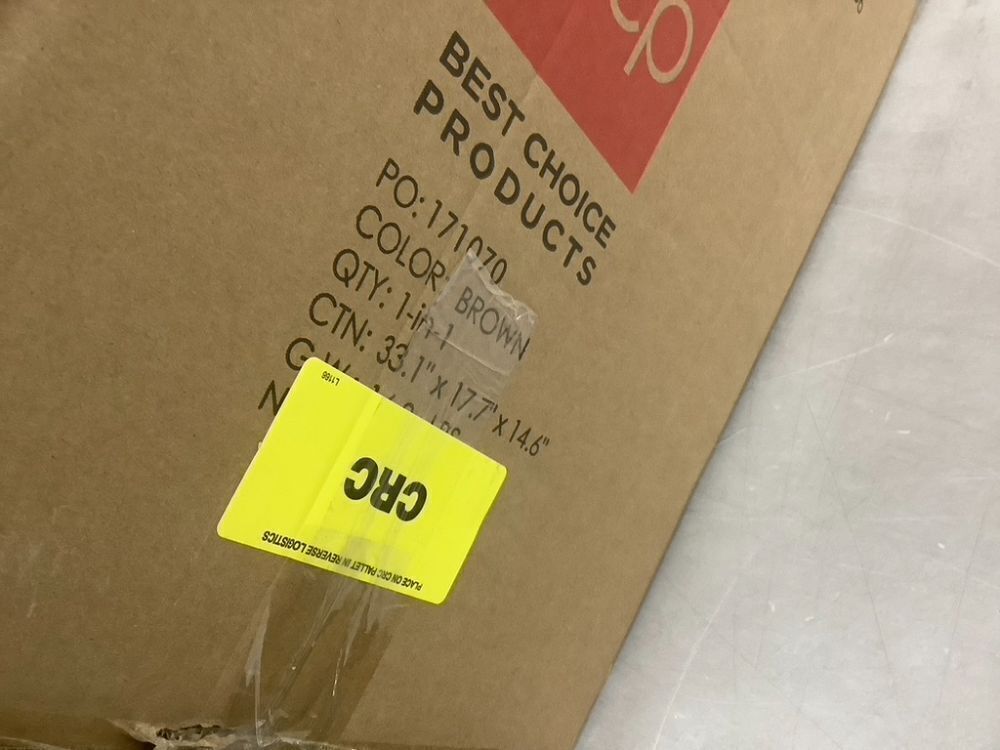 cp
BEST CHOICE
PRODUCTS
PO: 171070
COLOR: BROWN
QTY: 1-in-1
CTN: 33.1" x 17.7" x 14.6"
G
N
L1166
CRC
PLACE ON CRC PALLET IN REVERSE LOGISTICS